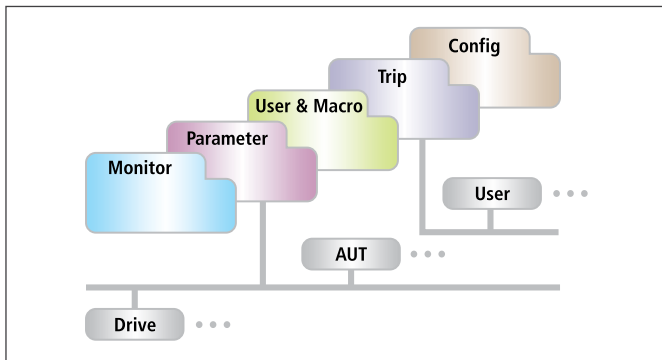 Config
Trip
User & Macro
Parameter
Monitor
User
AUT
Drive